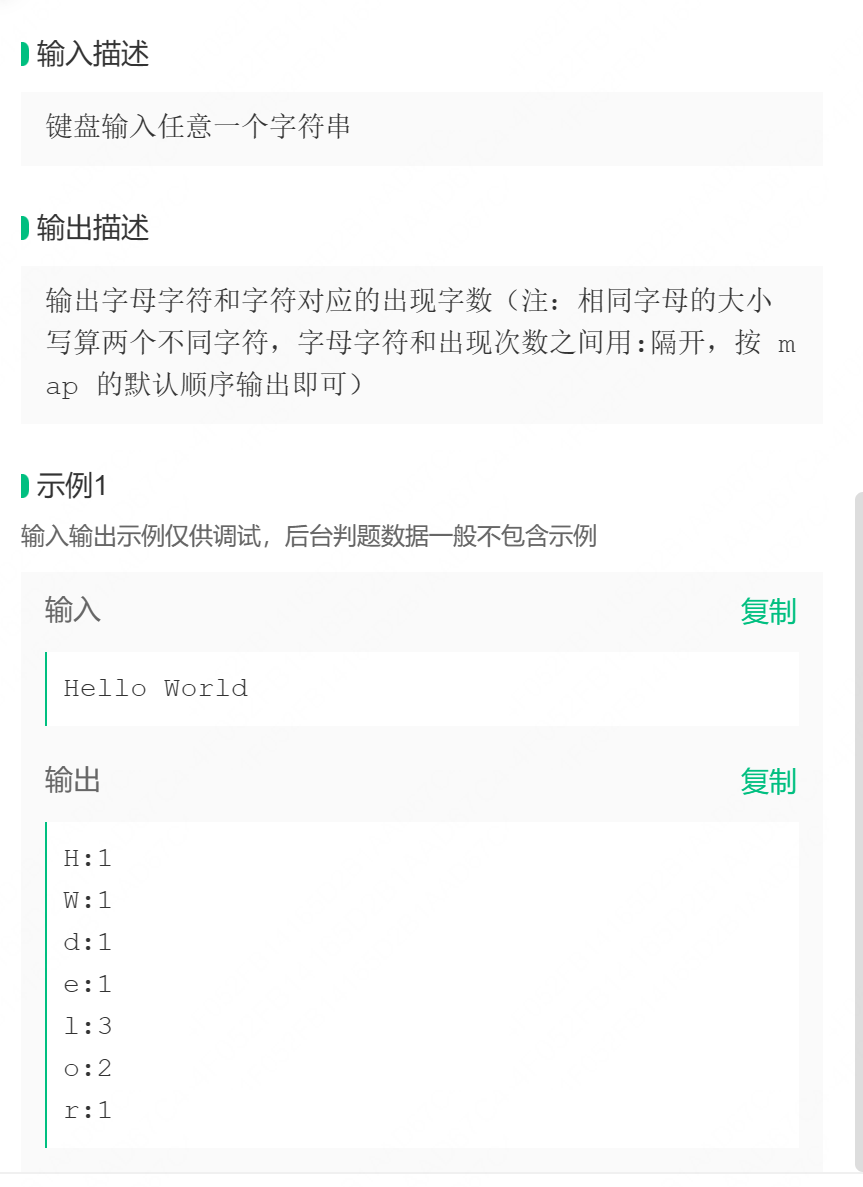 输入描述
键盘输入任意一个字符串
输出描述
输出字母字符和字符对应的出现字数（注：相同字母的大小
写算两个不同字符，字母字符和出现次数之间用:隔开，按 m
ap 的默认顺序输出即可）
示例1
输入输出示例仅供调试，后台判题数据一般不包含示例
输入
复制
Hello World
输出
复制
H:1
W:1
d:1
e:1
l:3
o:2
r:1